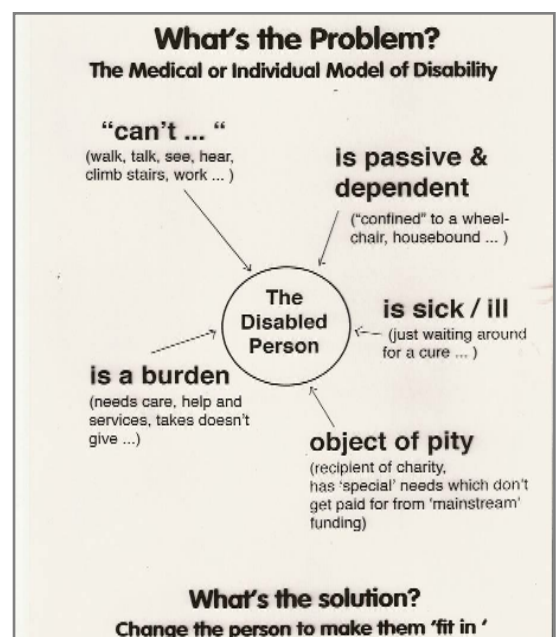 What's the Problem?
The Medical or Individual Model of Disability
"can't ... "
(walk, talk, see, hear,
climb stairs, work ... )
is passive &
dependent
("confined" to a wheel-
chair, housebound ... )
The
Disabled
Person
is sick / ill
(just waiting around
for a cure ... )
is a burden
(needs care, help and
services, takes doesn't
give ...)
object of pity
(recipient of charity,
has 'special' needs which don't
get paid for from 'mainstream'
funding)
What's the solution?
Change the person to make them 'fit in '